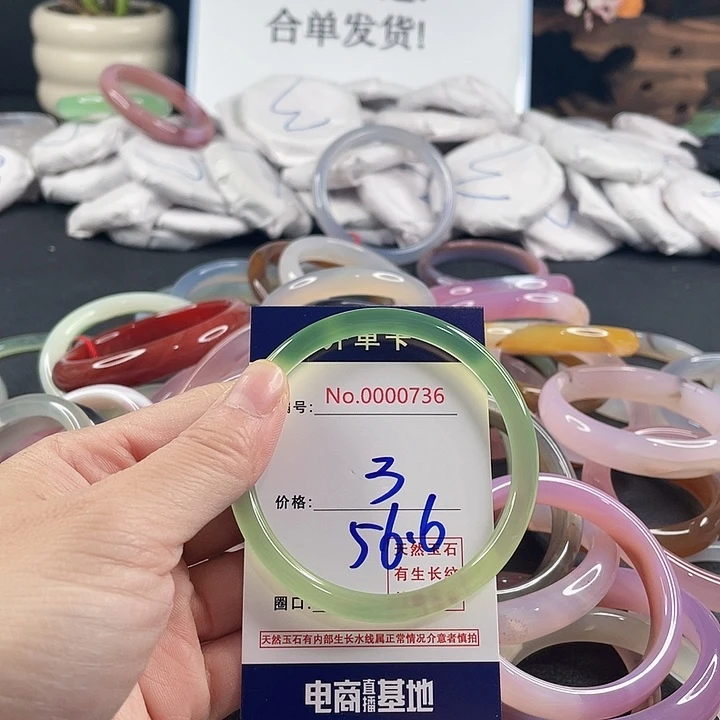 合单发货!
单卡
号:
No.0000736
价格:
3
56.6
天然玉石
有生长纹
圈口:
天然玉石有内部生长水线属正常情况介意者慎拍
电商直播基地